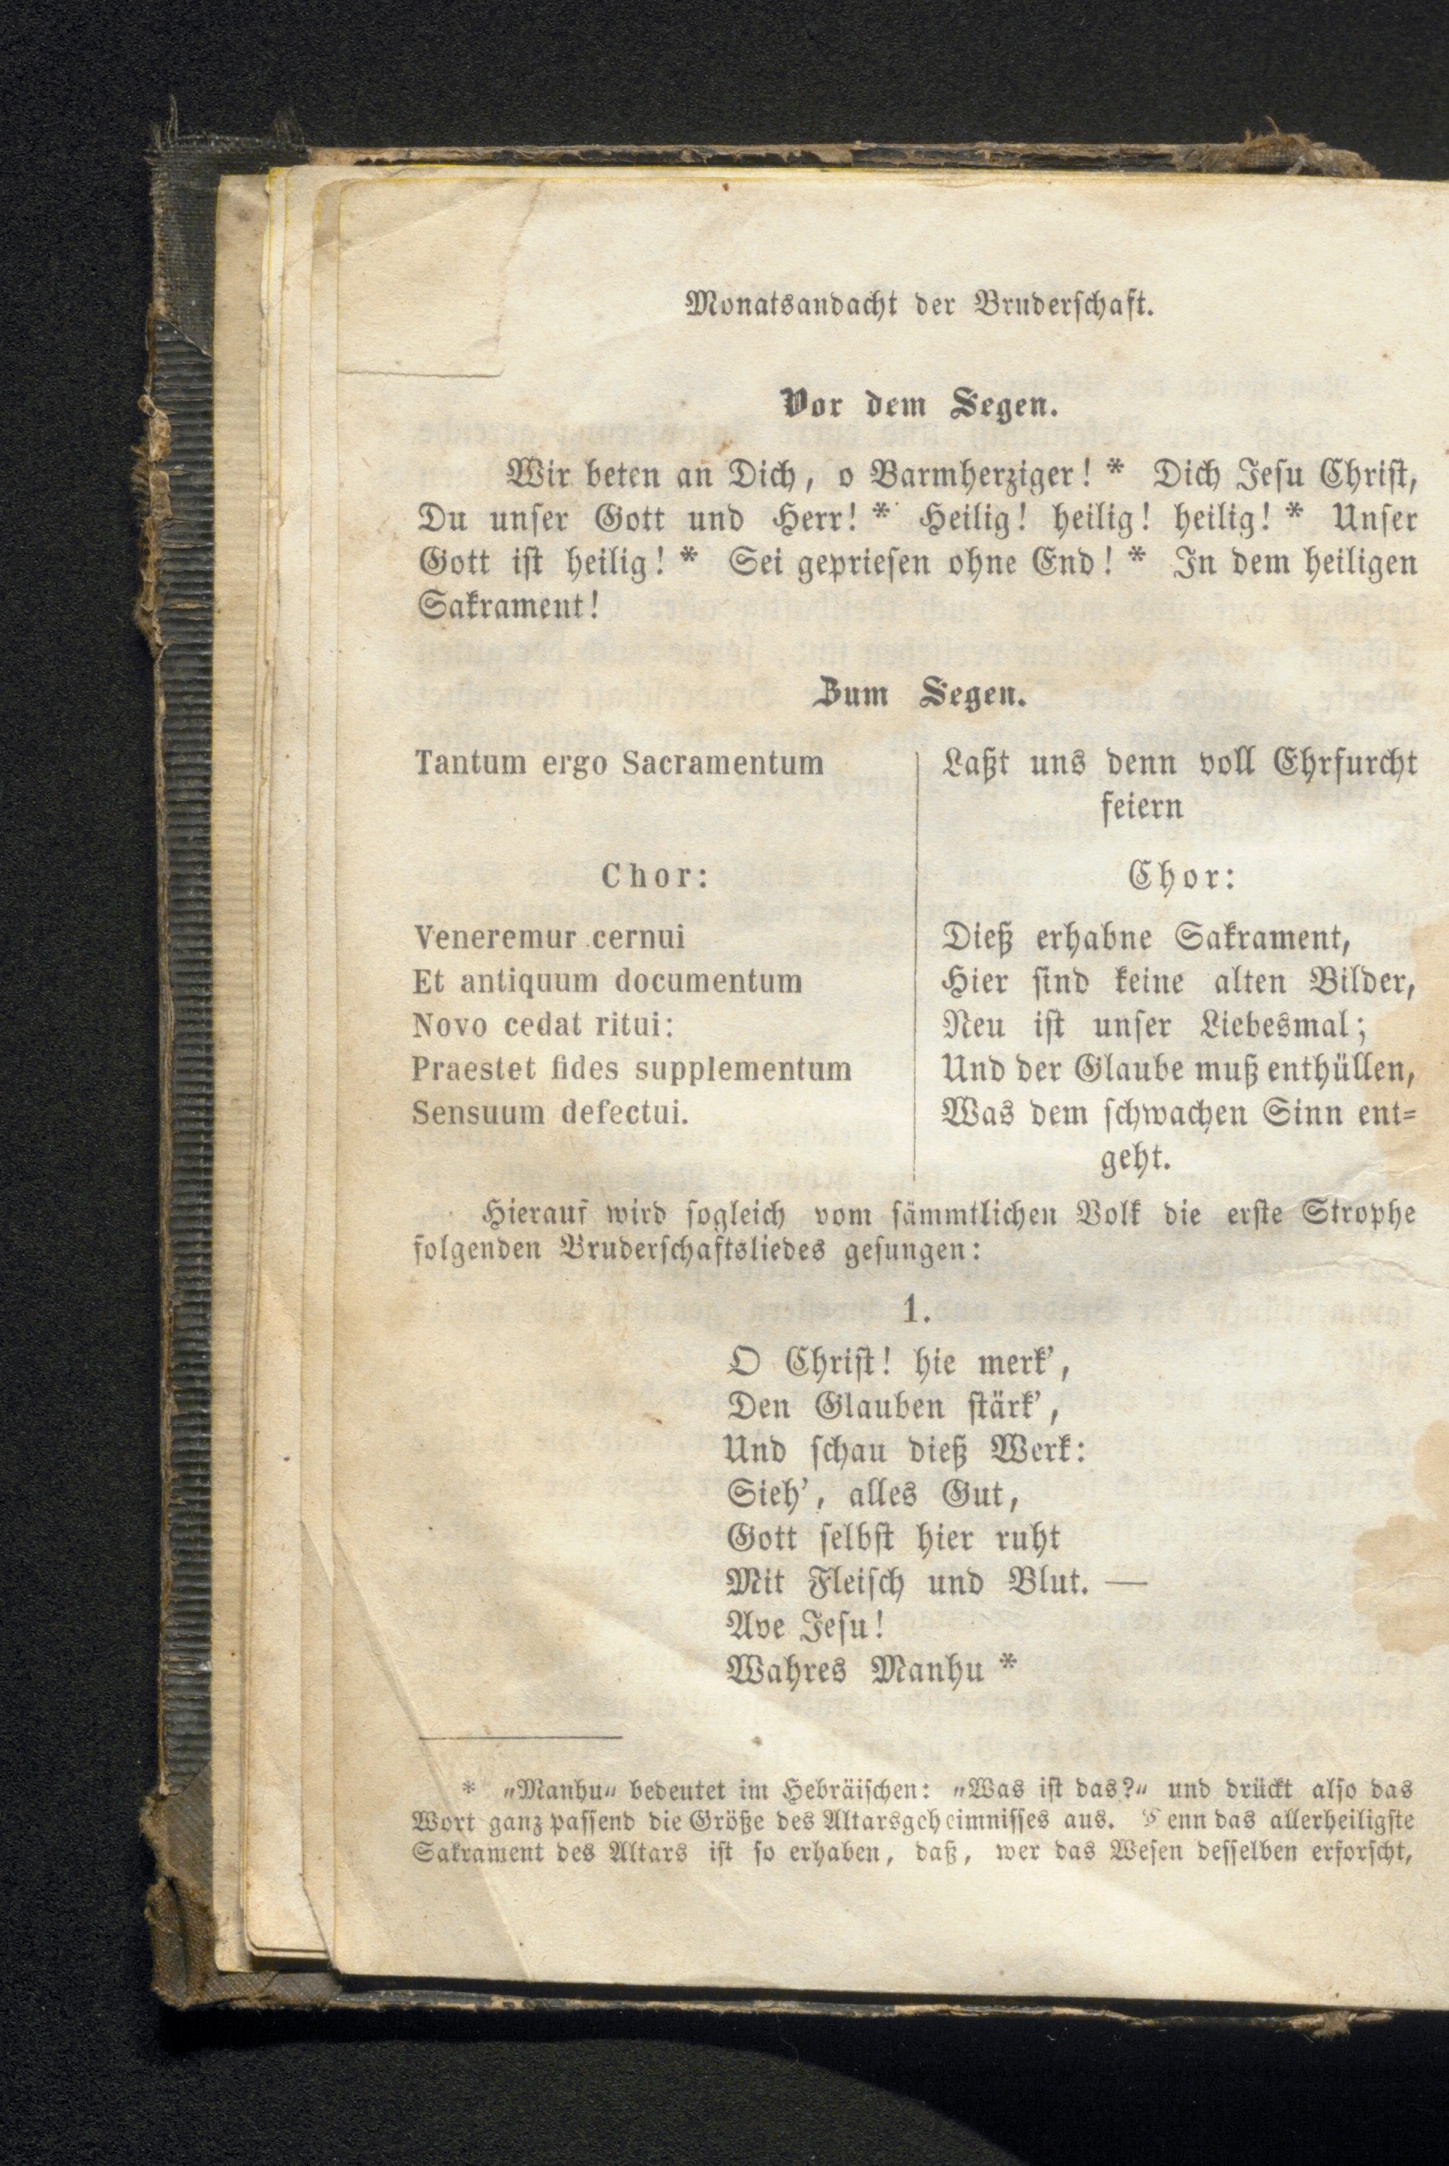 Monatsandacht der Bruderschaft.
Vor dem Segen.
Wir beten an Dich, o Barmherziger! * Dich Jesu Christ,
Du unser Gott und Herr! * Heilig! heilig! heilig! * Unser
Gott ist heilig! * Sei gepriesen ohne End! * In dem heiligen
Sakrament!
Zum Segen.
Tantum ergo Sacramentum
Chor:
Veneremur cernui
Et antiquum documentum
Novo cedat ritui:
Praestet fides supplementum
Sensuum defectui.
Laßt uns denn voll Ehrfurcht
feiern
Chor:
Dieß erhabne Sakrament,
Hier sind keine alten Bilder,
Neu ist unser Liebesmal;
Und der Glaube muß enthüllen,
Was dem schwachen Sinn ent-
geht.
Hierauf wird sogleich vom sämmtlichen Volk die erste Strophe
folgenden Bruderschaftsliedes gesungen:
1.
O Christ! hie merk',
Den Glauben stärk',
Und schau dieß Werk:
Sieh', alles Gut,
Gott selbst hier ruht
Mit Fleisch und Blut. —
Ave Jesu!
Wahres Manhu *
* „Manhu„ bedeutet im Hebräischen: „Was ist das?„ und drückt also das
Wort ganz passend die Größe des Altarsgeheimnisses aus. Denn das allerheiligste
Sakrament des Altars ist so erhaben, daß, wer das Wesen desselben erforscht,